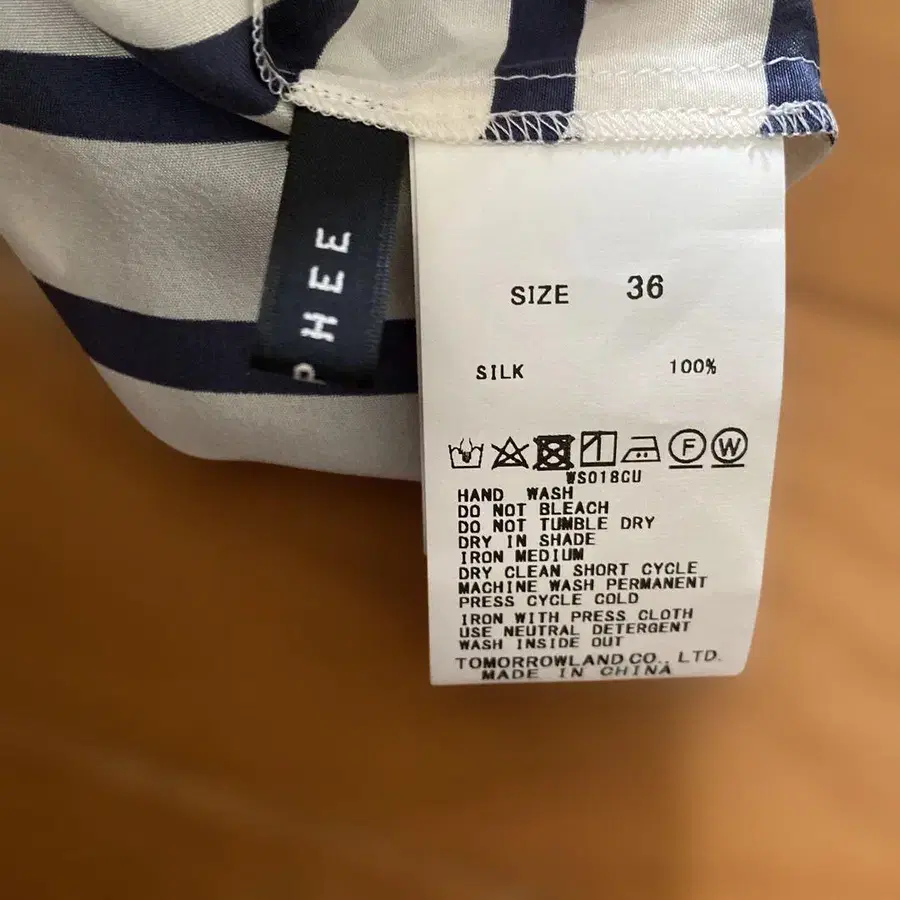 PHEE
SIZE 36
SILK 100%
F W
WS018CU
HAND WASH
DO NOT BLEACH
DO NOT TUMBLE DRY
DRY IN SHADE
IRON MEDIUM
DRY CLEAN SHORT CYCLE
MACHINE WASH PERMANENT
PRESS CYCLE COLD
IRON WITH PRESS CLOTH
USE NEUTRAL DETERGENT
WASH INSIDE OUT
TOMORROWLAND CO., LTD.
MADE IN CHINA